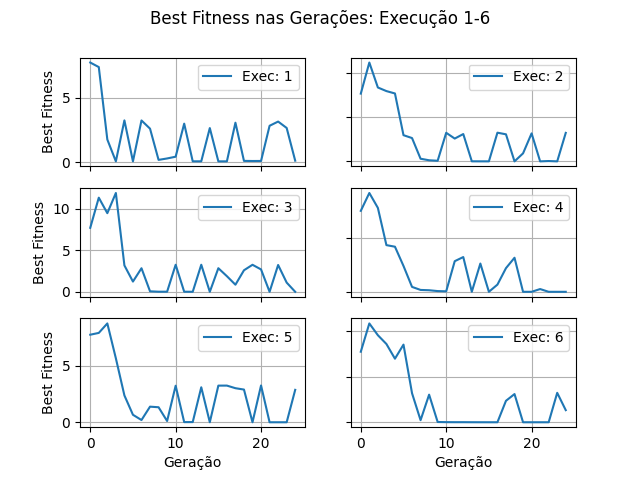 Best Fitness nas Gerações: Execução 1-6
Best Fitness
5
0
Exec: 1
Exec: 2
Best Fitness
10
5
0
Exec: 3
Exec: 4
Best Fitness
5
0
Exec: 5
Exec: 6
0 10 20
0 10 20
Geração
Geração